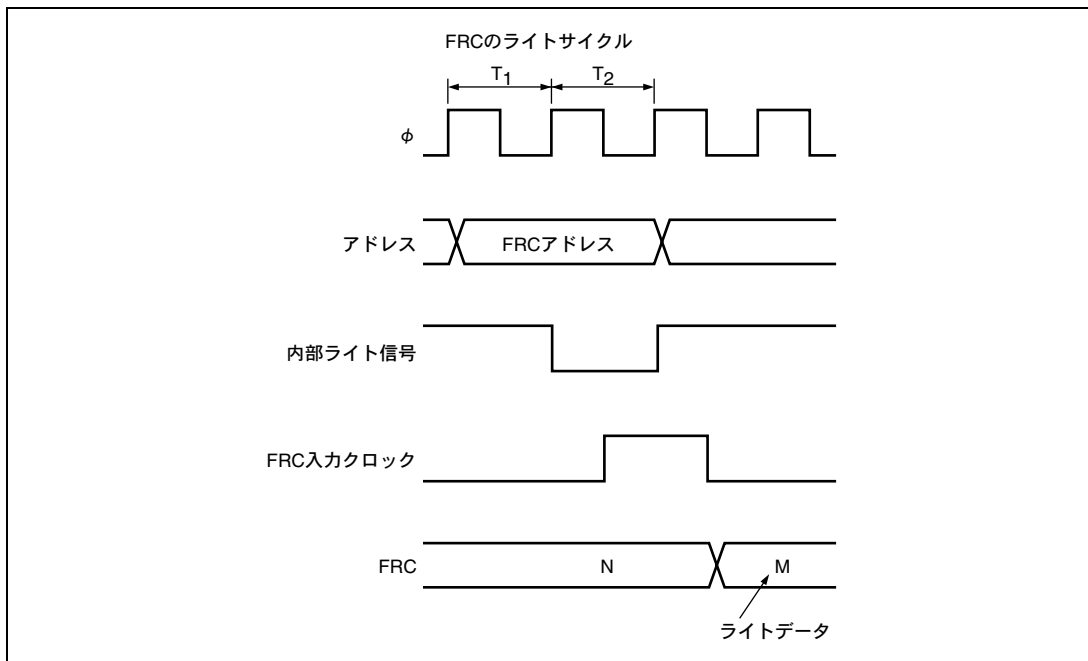 FRCのライトサイクル
T1
T2
φ
アドレス
FRCアドレス
内部ライト信号
FRC入力クロック
FRC
N
M
ライトデータ